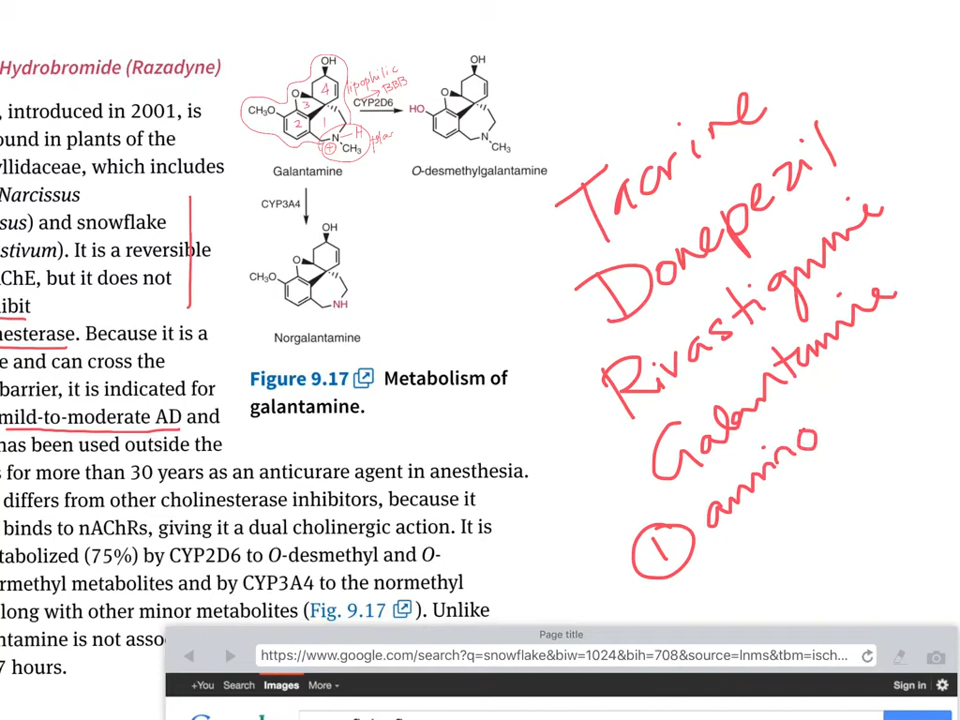 Hydrobromide (Razadyne)
, introduced in 2001, is
ound in plants of the
yllidaceae, which includes
Narcissus
sus) and snowflake
stivum). It is a reversible
AChE, but it does not
ibit
nesterase. Because it is a
e and can cross the
barrier, it is indicated for
mild-to-moderate AD and
has been used outside the
s for more than 30 years as an anticurare agent in anesthesia.
differs from other cholinesterase inhibitors, because it
binds to nAChRs, giving it a dual cholinergic action. It is
tabolized (75%) by CYP2D6 to O-desmethyl and O-
rmethyl metabolites and by CYP3A4 to the normethyl
long with other minor metabolites (Fig. 9.17). Unlike
ntamine is not asso
7 hours.
OH
O
CH₃O
N
CH₃
1
2
3
4
+
H
polar
lipophilic
→ BBB
CYP2D6
Galantamine
OH
O
HO
N
CH₃
O-desmethylgalantamine
CYP3A4
OH
O
CH₃O
NH
Norgalantamine
Figure 9.17 Metabolism of
galantamine.
Tacrine
Donepezil
Rivastigmine
Galantamine
① amino
Page title
https://www.google.com/search?q=snowflake&biw=1024&bih=708&source=lnms&tbm=isch...
+You Search Images More
Sign in